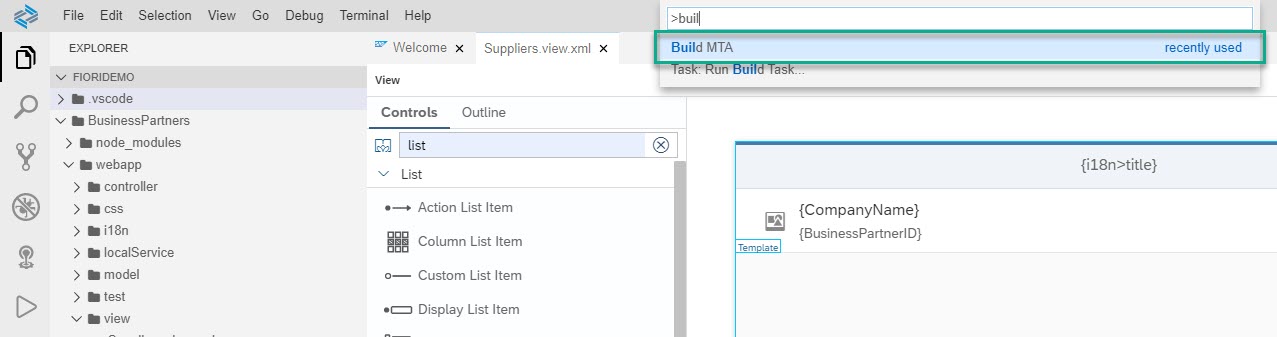 File Edit View Go Debug Terminal Help
>buil
Build MTA recently used
Task: Run Build Task...
EXPLORER
FIORIDEMO
.vscode
BusinessPartners
node_modules
webapp
controller
css
i18n
localService
model
test
view
Welcome
Suppliers.view.xml
View
Controls Outline
list
List
Action List Item
Column List Item
Custom List Item
Display List Item
{i18n>title}
{CompanyName}
{BusinessPartnerID}
Template